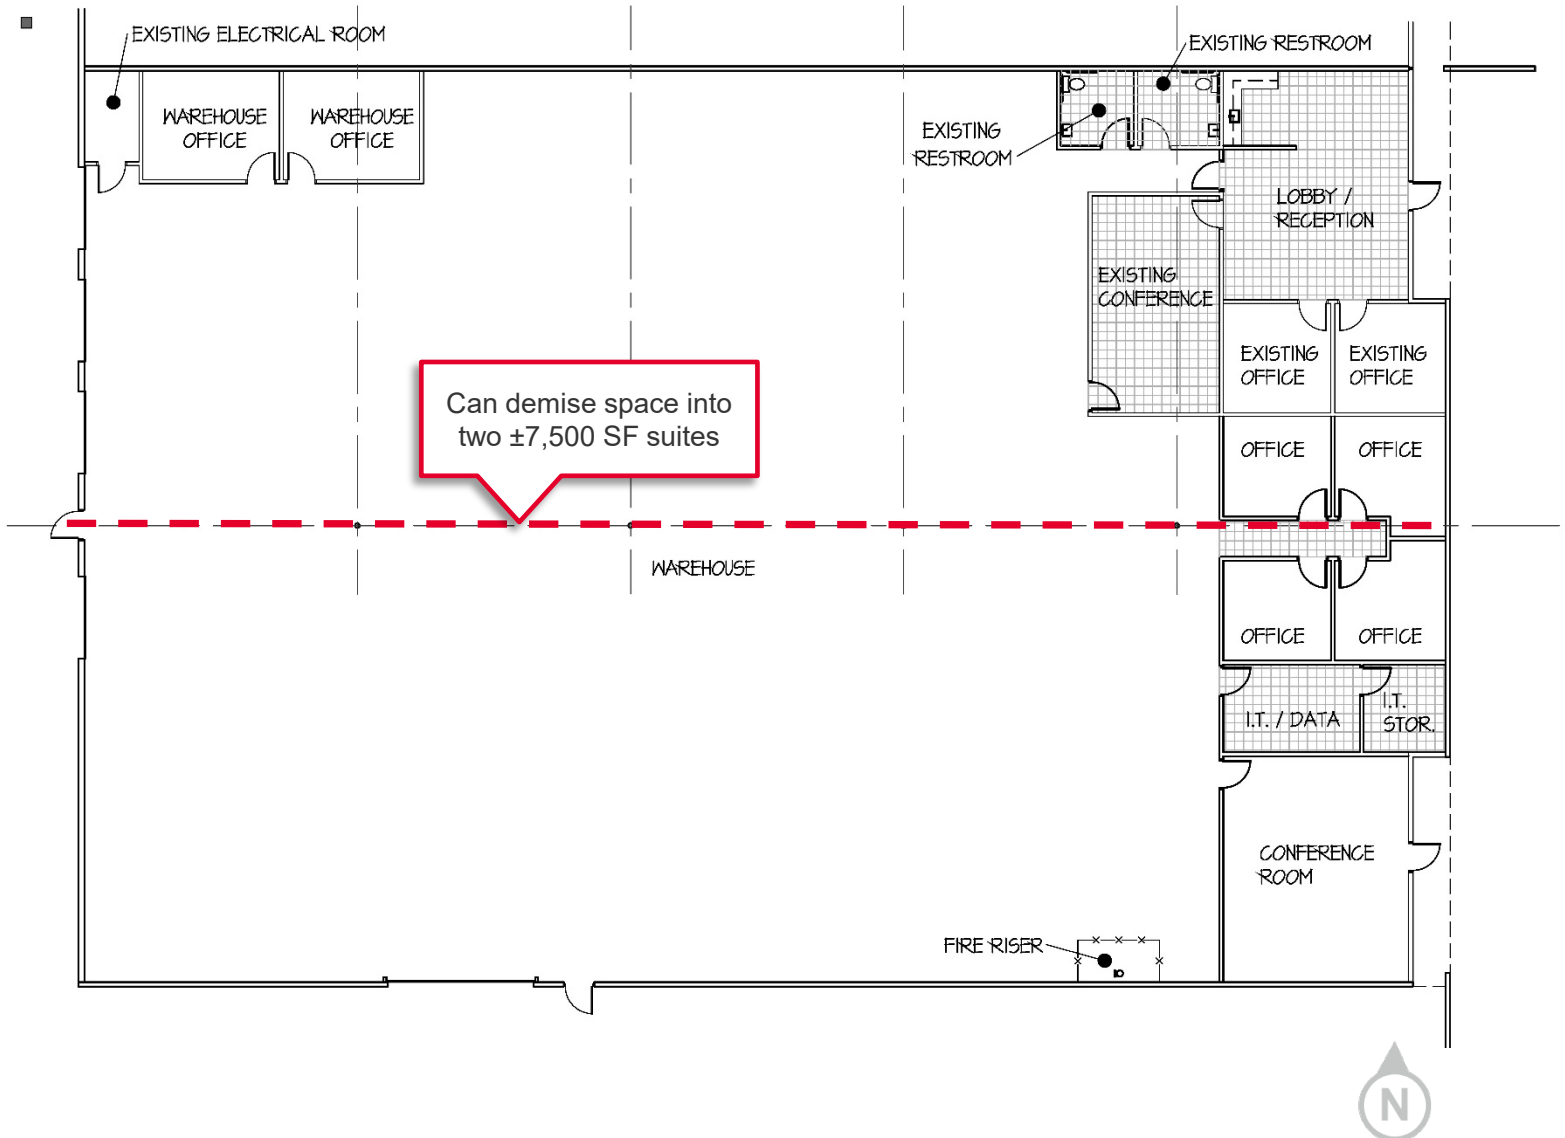 EXISTING ELECTRICAL ROOM
EXISTING RESTROOM
WAREHOUSE
OFFICE
WAREHOUSE
OFFICE
EXISTING
RESTROOM
LOBBY /
RECEPTION
EXISTING
CONFERENCE
EXISTING
OFFICE
EXISTING
OFFICE
Can demise space into
two ±7,500 SF suites
OFFICE
OFFICE
WAREHOUSE
OFFICE
OFFICE
I.T. / DATA
I.T.
STOR.
CONFERENCE
ROOM
FIRE RISER
N